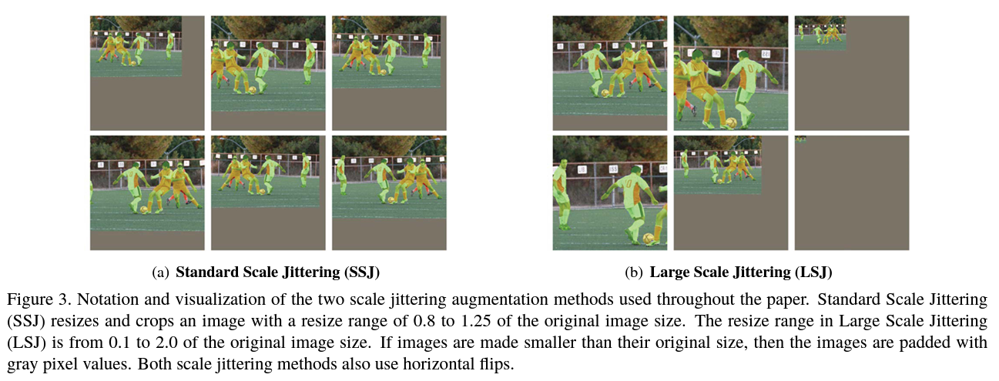 (a) Standard Scale Jittering (SSJ)
(b) Large Scale Jittering (LSJ)
Figure 3. Notation and visualization of the two scale jittering augmentation methods used throughout the paper. Standard Scale Jittering
(SSJ) resizes and crops an image with a resize range of 0.8 to 1.25 of the original image size. The resize range in Large Scale Jittering
(LSJ) is from 0.1 to 2.0 of the original image size. If images are made smaller than their original size, then the images are padded with
gray pixel values. Both scale jittering methods also use horizontal flips.